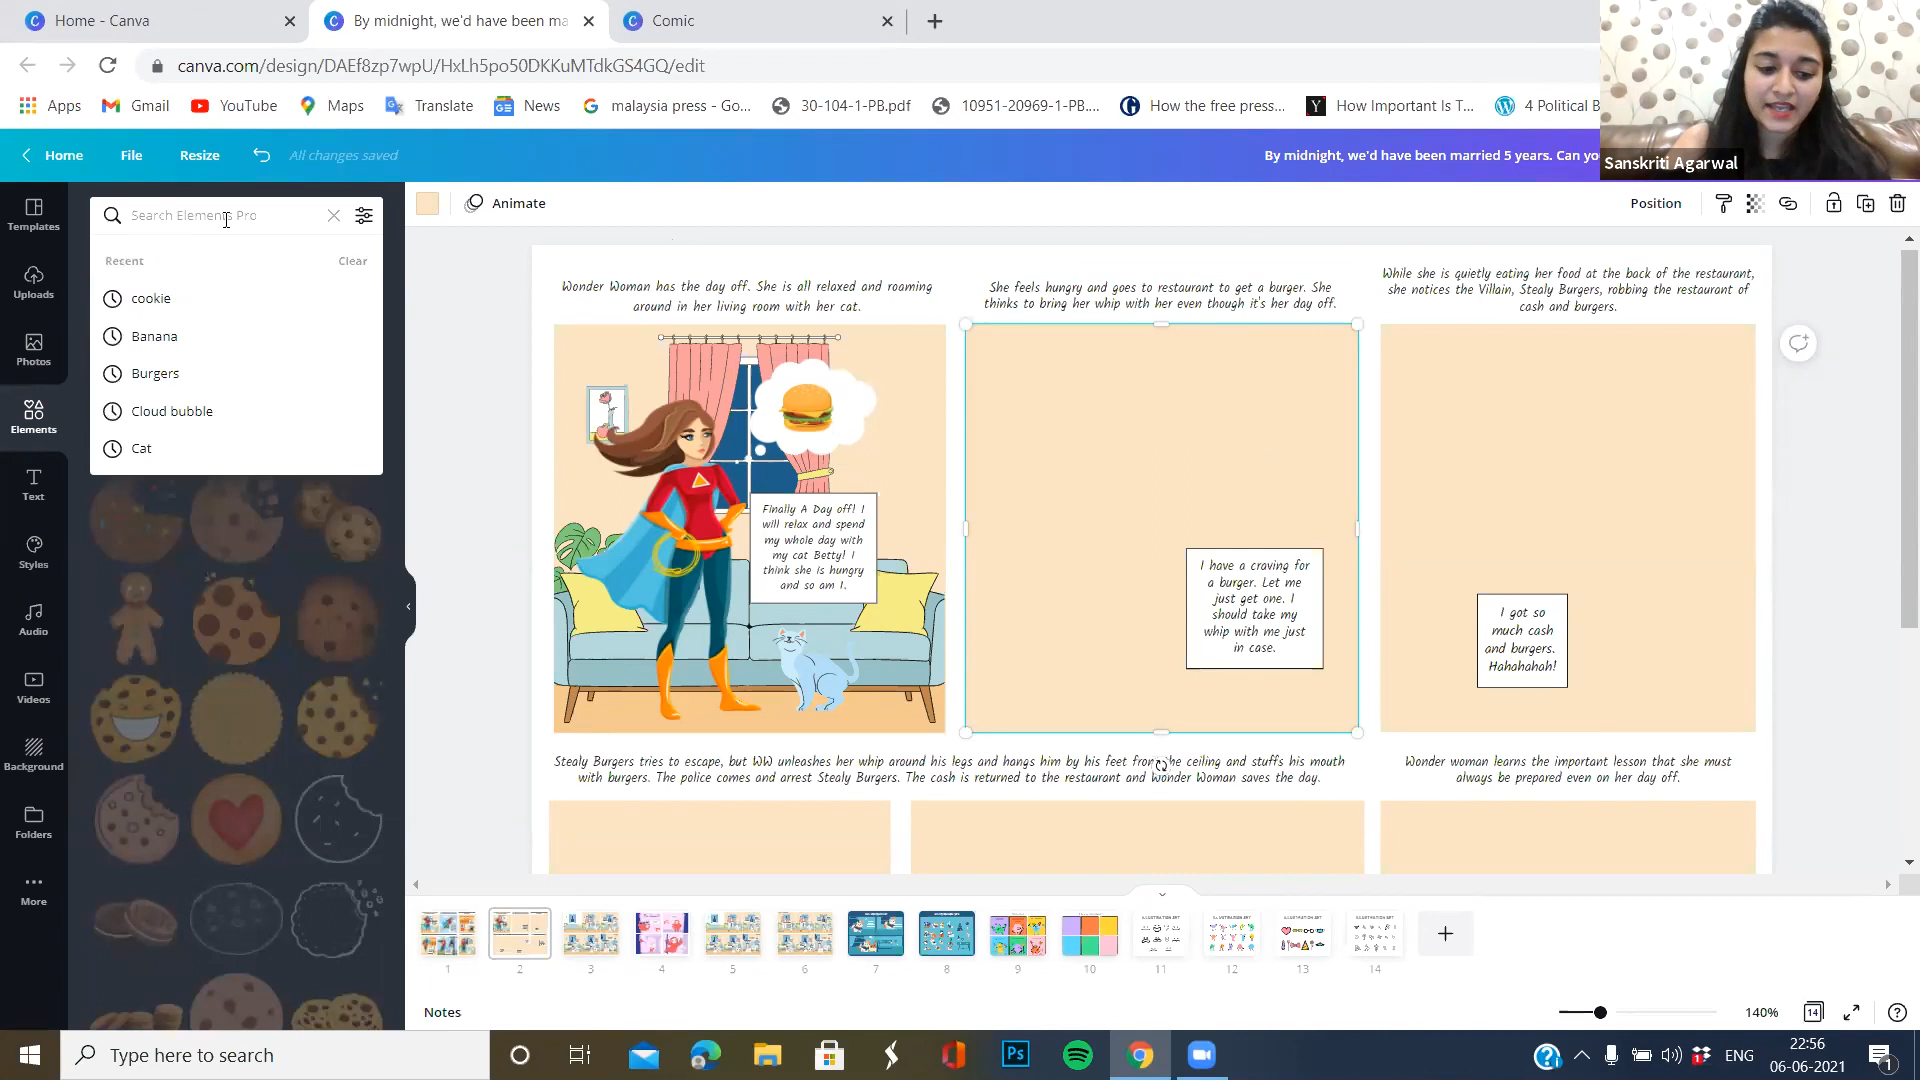 Home - Canva
By midnight, we'd have been ma
Comic
canva.com/design/DAEf8zp7wpU/HxLh5po50DKKuMTdkGS4GQ/edit
Apps
Gmail
YouTube
Maps
Translate
News
malaysia press - Go...
30-104-1-PB.pdf
10951-20969-1-PB....
How the free press...
How Important Is T...
4 Political B
Sanskriti Agarwal
Home
File
Resize
All changes saved
By midnight, we'd have been married 5 years. Can yo
Templates
Uploads
Photos
Elements
Text
Styles
Audio
Videos
Background
Folders
More
Search Elements Pro
Recent
Clear
cookie
Banana
Burgers
Cloud bubble
Cat
Animate
Position
Wonder Woman has the day off. She is all relaxed and roaming
around in her living room with her cat.
She feels hungry and goes to restaurant to get a burger. She
thinks to bring her whip with her even though it's her day off.
While she is quietly eating her food at the back of the restaurant,
she notices the Villain, Stealy Burgers, robbing the restaurant of
cash and burgers.
Finally A Day off! I
will relax and spend
my whole day with
my cat Betty! I
think she is hungry
and so am I.
I have a craving for
a burger. Let me
just get one. I
should take my
whip with me just
in case.
I got so
much cash
and burgers.
Hahahahah!
Stealy Burgers tries to escape, but WW unleashes her whip around his legs and hangs him by his feet from the ceiling and stuffs his mouth
with burgers. The police comes and arrest Stealy Burgers. The cash is returned to the restaurant and Wonder Woman saves the day.
Wonder woman learns the important lesson that she must
always be prepared even on her day off.
ILLUSTRATION SET
ILLUSTRATION SET
ILLUSTRATION SET
ILLUSTRATION SET
1
2
3
4
5
6
7
8
9
10
11
12
13
14
Notes
140%
14
Type here to search
Ps
ENG
22:56
06-06-2021
1